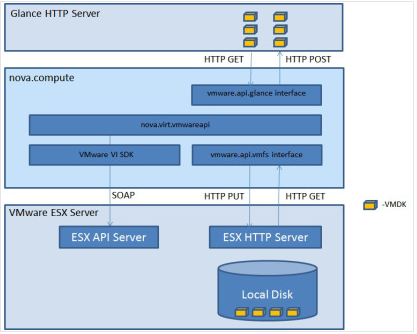 Glance HTTP Server
HTTP GET
HTTP POST
nova.compute
vmware.api.glance interface
nova.virt.vmwareapi
VMware VI SDK
vmware.api.vmfs interface
SOAP
HTTP PUT
HTTP GET
-VMDK
VMware ESX Server
ESX API Server
ESX HTTP Server
Local Disk